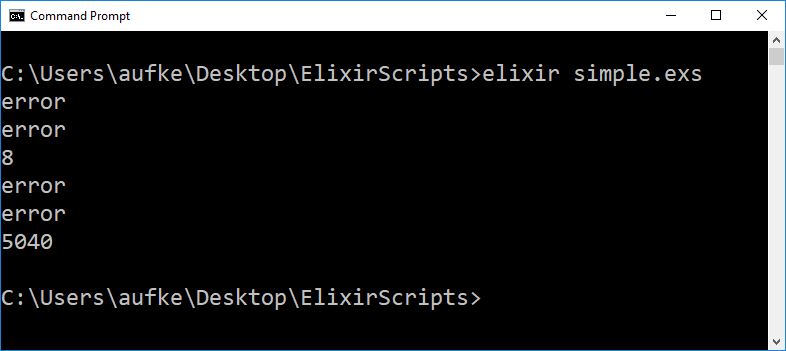 Command Prompt
C:\Users\aufke\Desktop\ElixirScripts>elixir simple.exs
error
error
8
error
error
5040
C:\Users\aufke\Desktop\ElixirScripts>